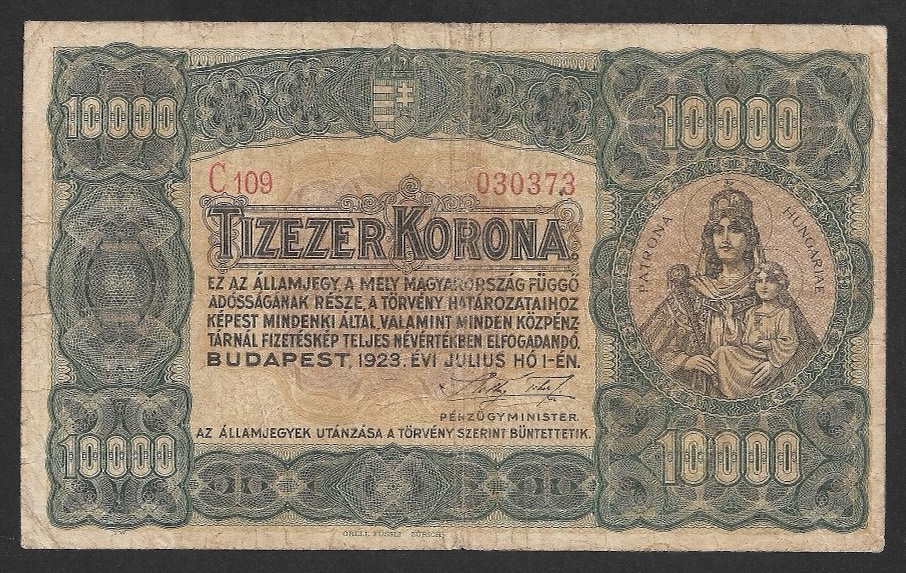 10000
10000
C 109
030373
TIZEZER KORONA
PATRONA HUNGARIAE
EZ AZ ÁLLAMJEGY, A MELY MAGYARORSZÁG FÜGGŐ
ADÓSSÁGÁNAK RÉSZE, A TÖRVÉNY HATÁROZATAIHOZ
KÉPEST MINDENKI ÁLTAL, VALAMINT MINDEN KÖZPÉNZ-
TÁRNÁL FIZETÉSKÉP TELJES NÉVÉRTÉKBEN ELFOGADANDÓ.
BUDAPEST, 1923. ÉVI JULIUS HÓ 1-ÉN.
PÉNZÜGYMINISTER.
AZ ÁLLAMJEGYEK UTÁNZÁSA A TÖRVÉNY SZERINT BÜNTETTETIK.
10000
10000
ORELL FÜSSLI ZÜRICH